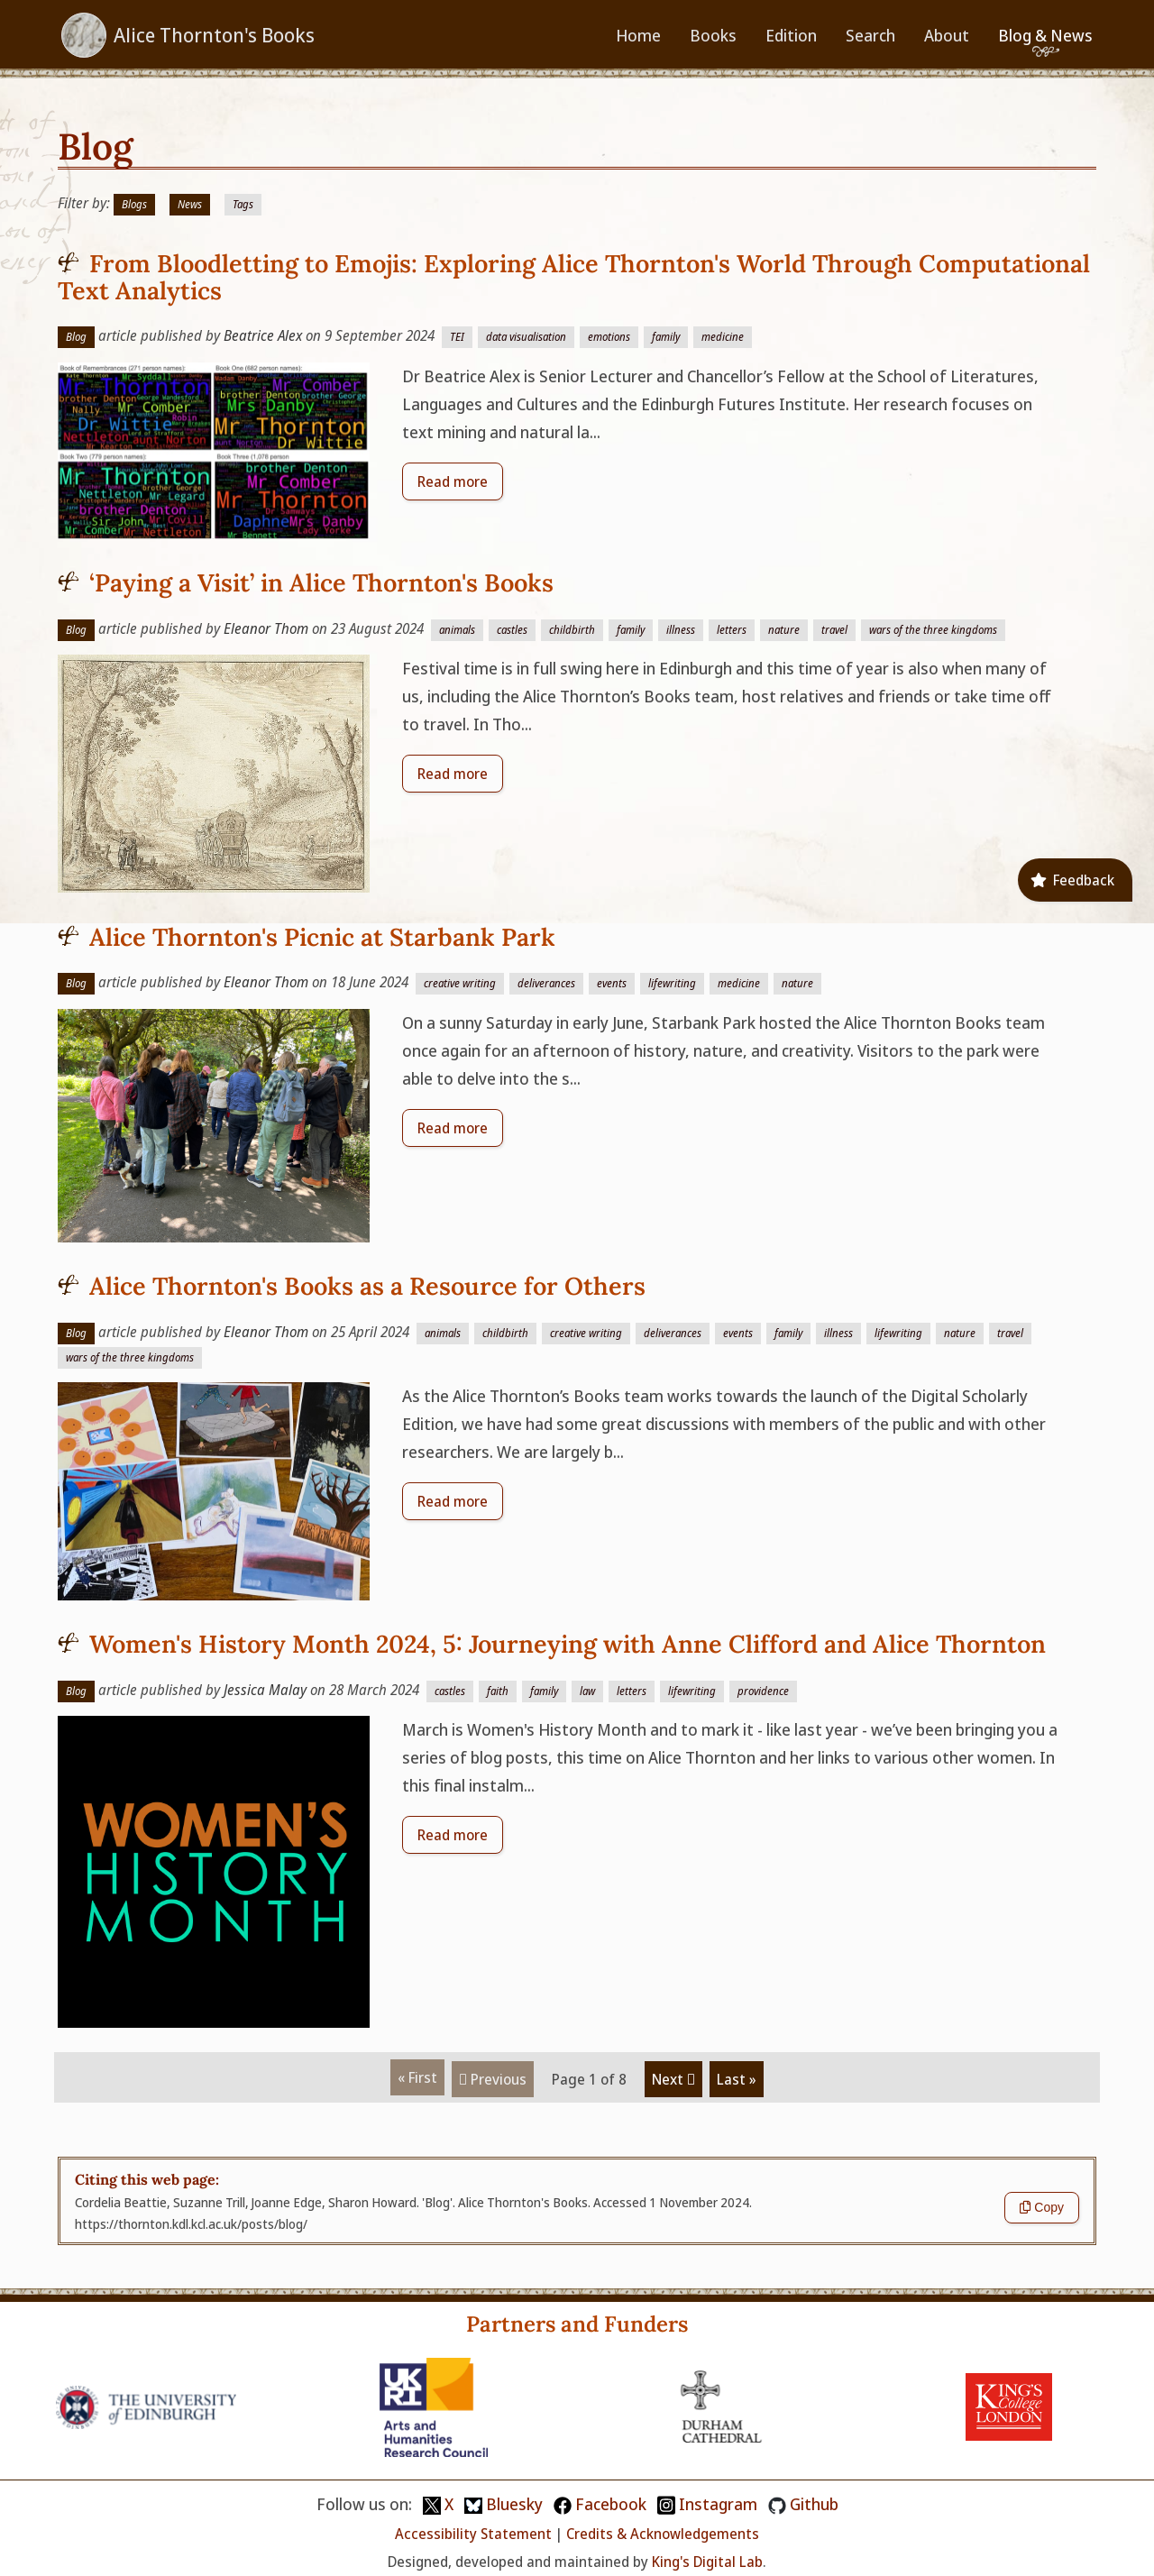 Alice Thornton's Books
Home Books Edition Search About Blog & News
Blog
Filter by: Blogs News Tags
From Bloodletting to Emojis: Exploring Alice Thornton's World Through Computational
Text Analytics
Blog article published by Beatrice Alex on 9 September 2024 TEI data visualisation emotions family medicine
Book of Remembrances (271 person names): Book One (682 person names):
Mr Thornton
brother Denton
Nally Mr Comber
Dr Wittie
Nettleton aunt Norton
Mr Comber
brother Denton brother George
Mrs Danby
Mr Thornton
Dr Wittie
Book Two (779 person names): Book Three (1,078 person
Mr Thornton
Nettleton Mr Legard
brother Denton
Sir John Mr Covill
Mr Comber Mr Nettleton
brother Denton
Mr Comber
Mr Thornton
Daphne Mrs Danby
Mr Bennett Lady Yorke
Dr Beatrice Alex is Senior Lecturer and Chancellor’s Fellow at the School of Literatures,
Languages and Cultures and the Edinburgh Futures Institute. Her research focuses on
text mining and natural la...
Read more
‘Paying a Visit’ in Alice Thornton's Books
Blog article published by Eleanor Thom on 23 August 2024 animals castles childbirth family illness letters nature travel wars of the three kingdoms
Festival time is in full swing here in Edinburgh and this time of year is also when many of
us, including the Alice Thornton’s Books team, host relatives and friends or take time off
to travel. In Tho...
Read more
Feedback
Alice Thornton's Picnic at Starbank Park
Blog article published by Eleanor Thom on 18 June 2024 creative writing deliverances events lifewriting medicine nature
On a sunny Saturday in early June, Starbank Park hosted the Alice Thornton Books team
once again for an afternoon of history, nature, and creativity. Visitors to the park were
able to delve into the s...
Read more
Alice Thornton's Books as a Resource for Others
Blog article published by Eleanor Thom on 25 April 2024 animals childbirth creative writing deliverances events family illness lifewriting nature travel
wars of the three kingdoms
As the Alice Thornton’s Books team works towards the launch of the Digital Scholarly
Edition, we have had some great discussions with members of the public and with other
researchers. We are largely b...
Read more
Women's History Month 2024, 5: Journeying with Anne Clifford and Alice Thornton
Blog article published by Jessica Malay on 28 March 2024 castles faith family law letters lifewriting providence
WOMEN'S
HISTORY
MONTH
March is Women's History Month and to mark it - like last year - we’ve been bringing you a
series of blog posts, this time on Alice Thornton and her links to various other women. In
this final instalm...
Read more
« First Previous Page 1 of 8 Next Last »
Citing this web page:
Cordelia Beattie, Suzanne Trill, Joanne Edge, Sharon Howard. 'Blog'. Alice Thornton's Books. Accessed 1 November 2024.
https://thornton.kdl.kcl.ac.uk/posts/blog/
Copy
Partners and Funders
THE UNIVERSITY
of EDINBURGH
UKRI
Arts and
Humanities
Research Council
DURHAM
CATHEDRAL
KING'S
College
LONDON
Follow us on: X Bluesky Facebook Instagram Github
Accessibility Statement | Credits & Acknowledgements
Designed, developed and maintained by King's Digital Lab.